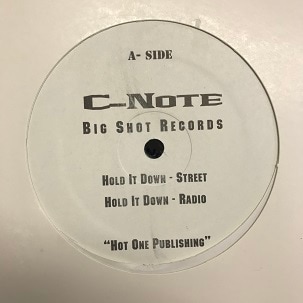 A- SIDE
C-NOTE
BIG SHOT RECORDS
HOLD IT DOWN - STREET
HOLD IT DOWN - RADIO
"HOT ONE PUBLISHING"